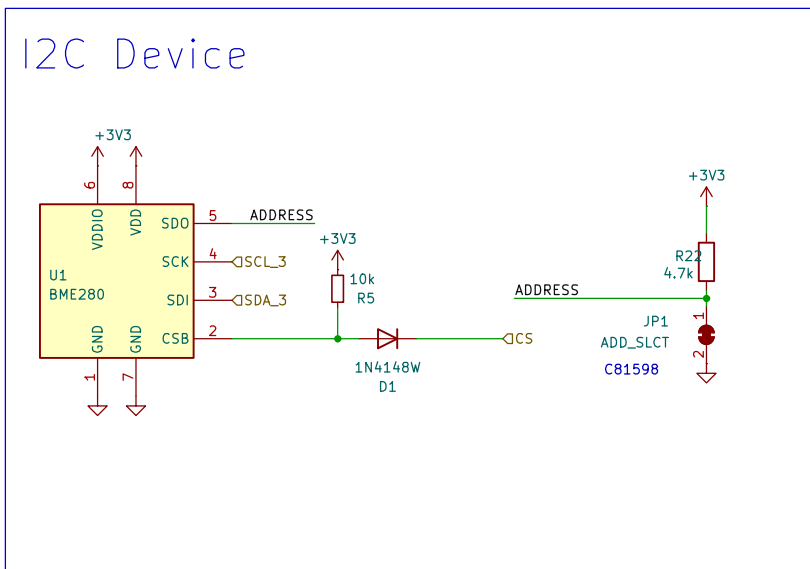 I2C Device
+3V3
6
8
VDDIO
VDD
SDO
5
ADDRESS
SCK
4
SCL_3
SDI
3
SDA_3
CSB
2
U1
BME280
GND
GND
1
7
+3V3
10k
R5
1N4148W
D1
CS
+3V3
R22
4.7k
ADDRESS
1
JP1
ADD_SLCT
2
C81598